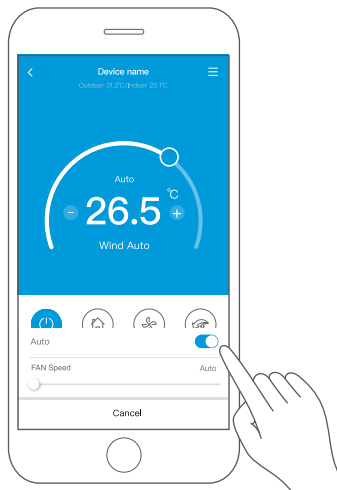 Device name
Outdoor 31.2℃/Indoor 25.1℃
Auto
- 26.5 ℃ +
Wind Auto
Auto
FAN Speed Auto
Cancel